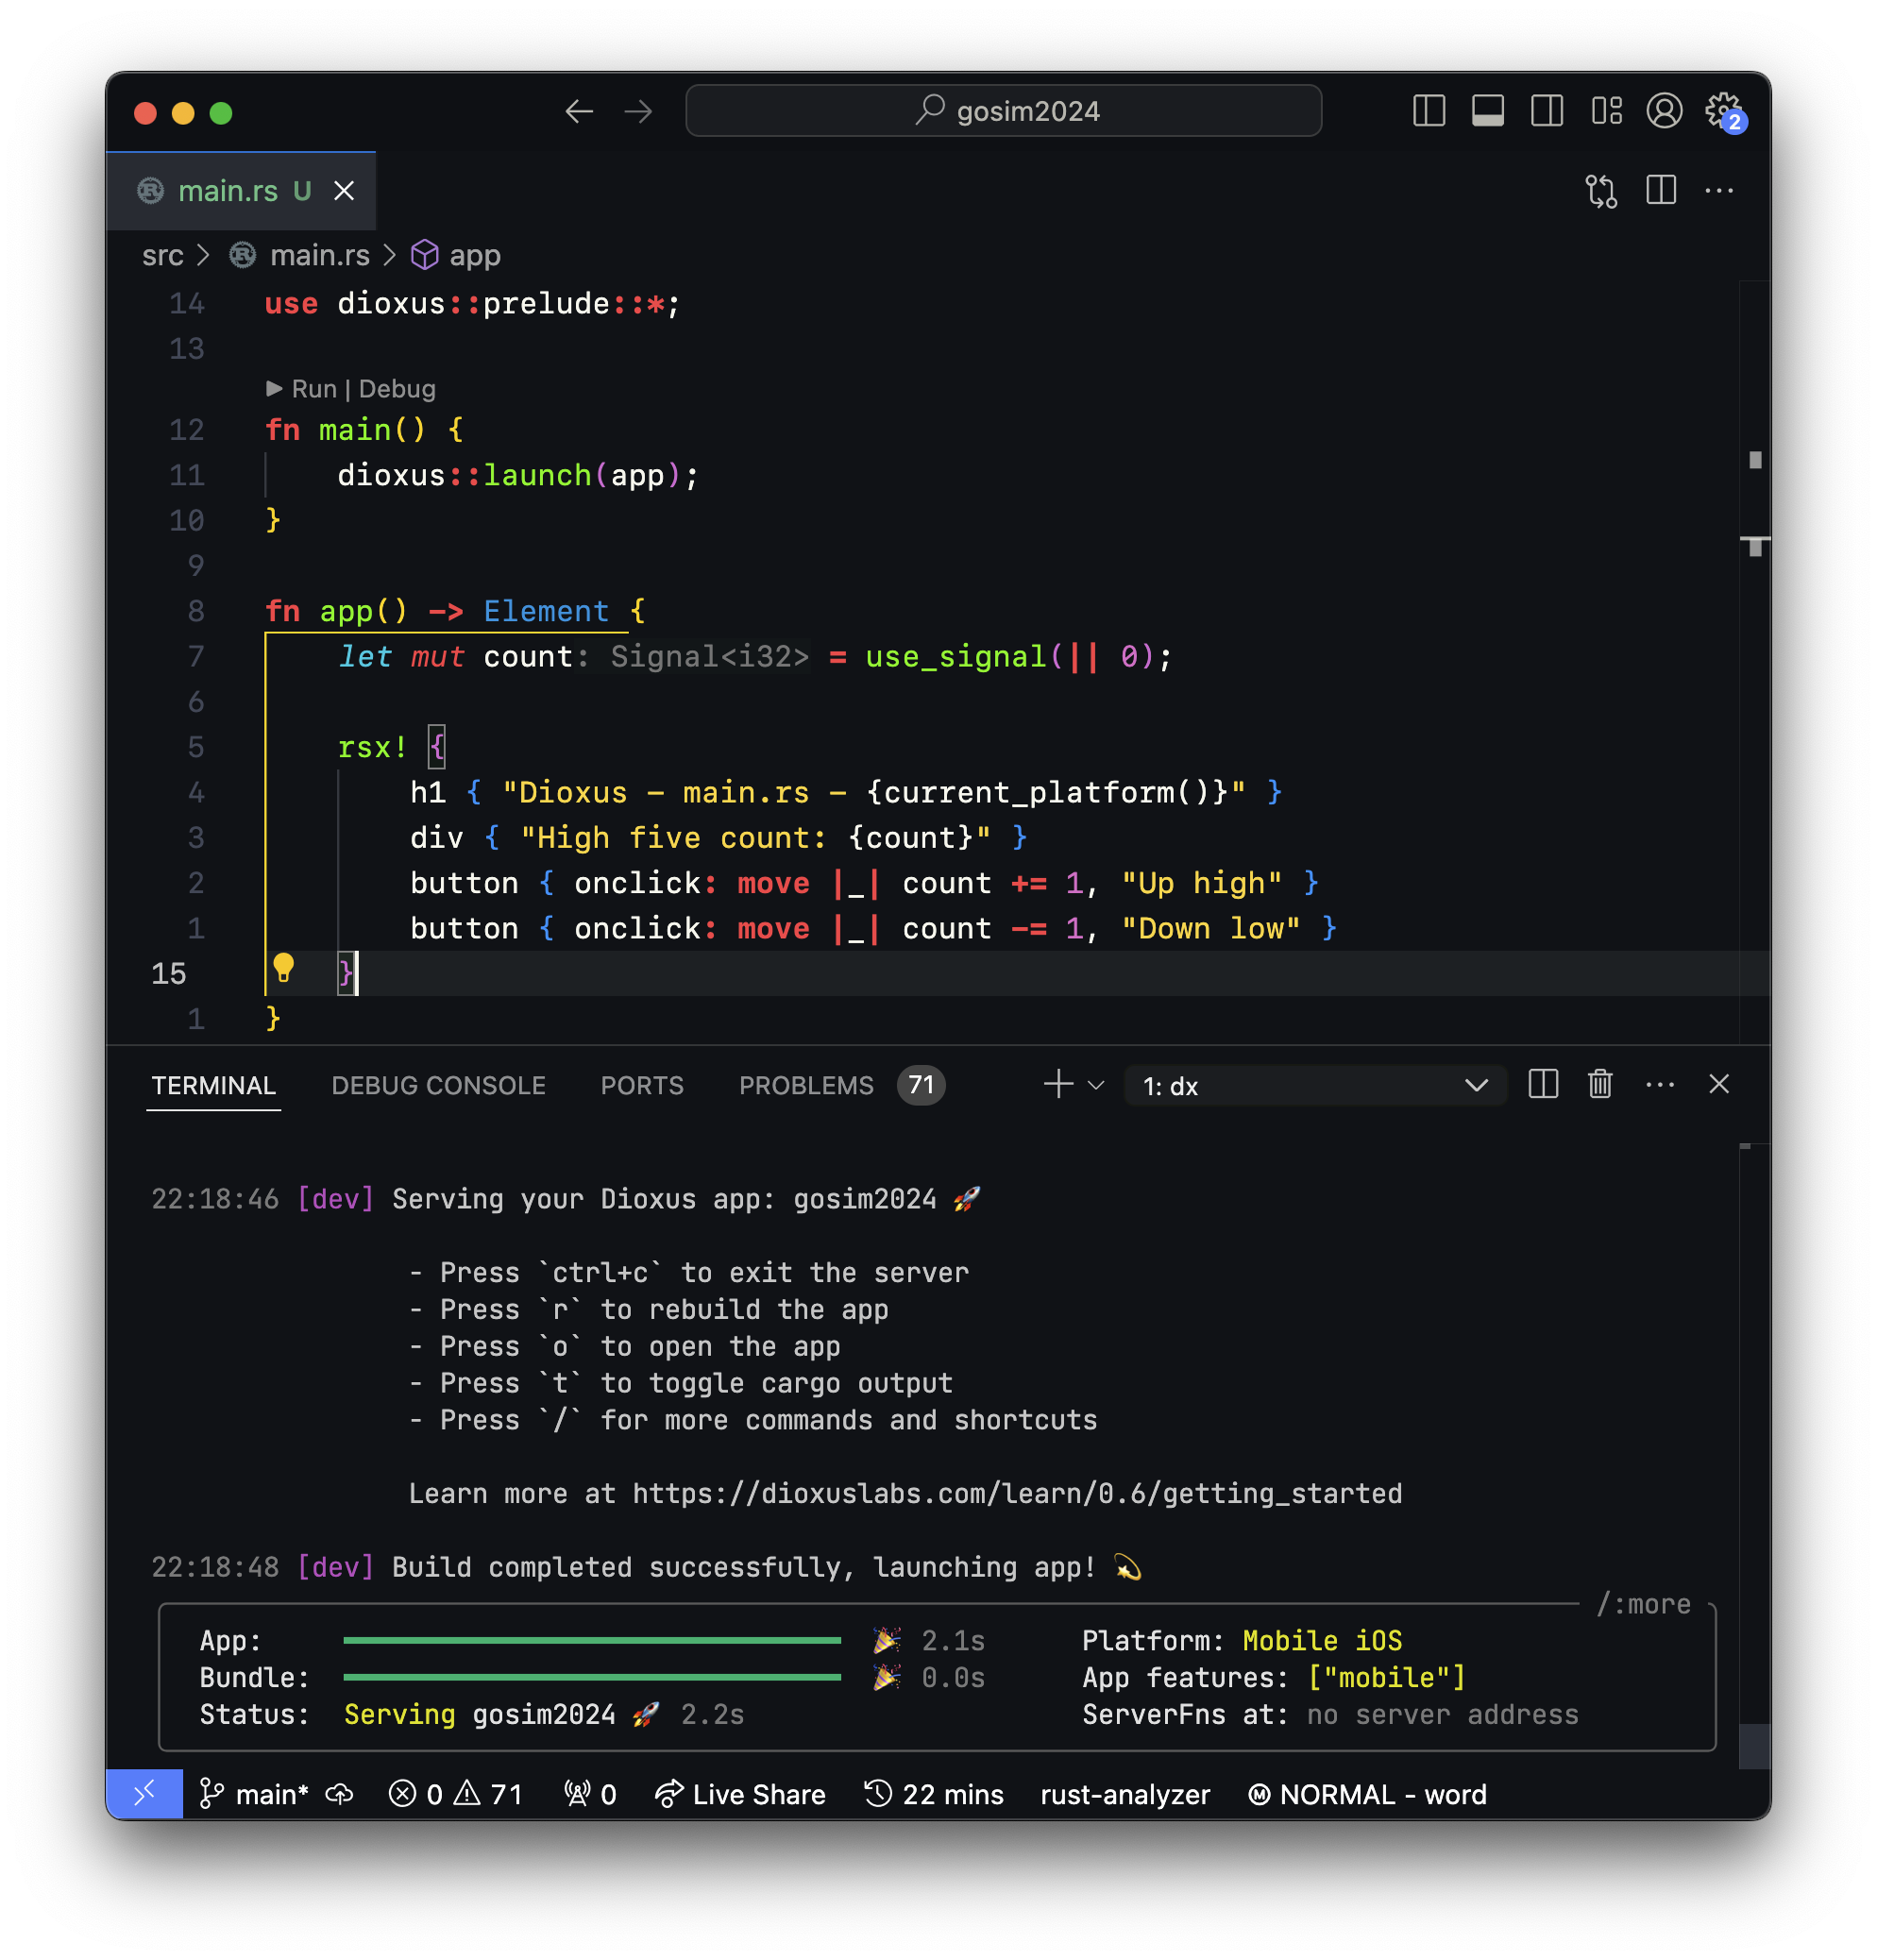 gosim2024
2
main.rs U
src > main.rs > app
14 use dioxus::prelude::*;
13
Run | Debug
12 fn main() {
11     dioxus::launch(app);
10 }
9
8 fn app() -> Element {
7     let mut count: Signal<i32> = use_signal(|| 0);
6
5     rsx! {
4         h1 { "Dioxus - main.rs - {current_platform()}" }
3         div { "High five count: {count}" }
2         button { onclick: move |_| count += 1, "Up high" }
1         button { onclick: move |_| count -= 1, "Down low" }
15     }
1 }
TERMINAL DEBUG CONSOLE PORTS PROBLEMS 71 1: dx
22:18:46 [dev] Serving your Dioxus app: gosim2024 🚀
- Press `ctrl+c` to exit the server
- Press `r` to rebuild the app
- Press `o` to open the app
- Press `t` to toggle cargo output
- Press `/` for more commands and shortcuts
Learn more at https://dioxuslabs.com/learn/0.6/getting_started
22:18:48 [dev] Build completed successfully, launching app! 💫
/:more
App: 🎉 2.1s Platform: Mobile iOS
Bundle: 🎉 0.0s App features: ["mobile"]
Status: Serving gosim2024 🚀 2.2s ServerFns at: no server address
main* 0 71 0 Live Share 22 mins rust-analyzer NORMAL - word